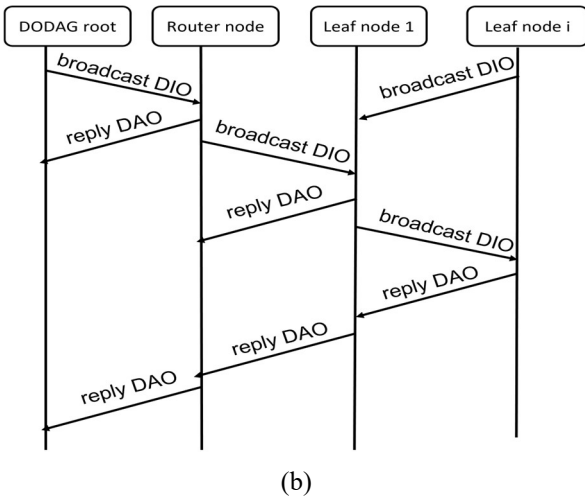 DODAG root
Router node
Leaf node 1
Leaf node i
broadcast DIO
broadcast DIO
reply DAO
broadcast DIO
reply DAO
broadcast DIO
reply DAO
reply DAO
reply DAO
(b)